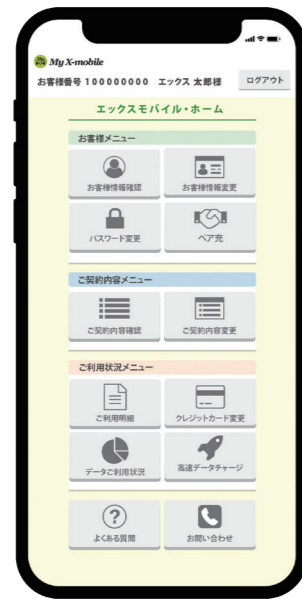 My X-mobile
お客様番号 100000000 エックス 太郎様 ログアウト
エックスモバイル・ホーム
お客様メニュー
お客様情報確認 お客様情報変更
パスワード変更 ペア充
ご契約内容メニュー
ご契約内容確認 ご契約内容変更
ご利用状況メニュー
ご利用明細 クレジットカード変更
データご利用状況 高速データチャージ
よくある質問 お問い合わせ